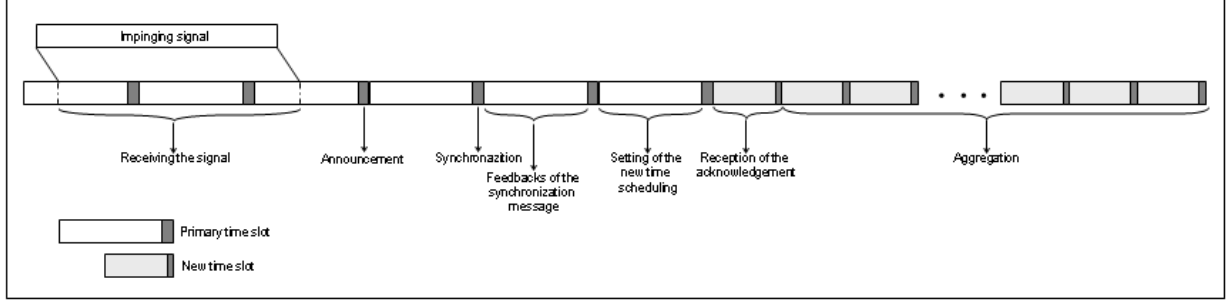 Impinging signal
Receiving the signal
Announcement
Synchronazition
Feedbacks of the
synchronization
message
Setting of the
new time
scheduling
Reception of the
acknowledgement
Aggregation
Primary time slot
New time slot